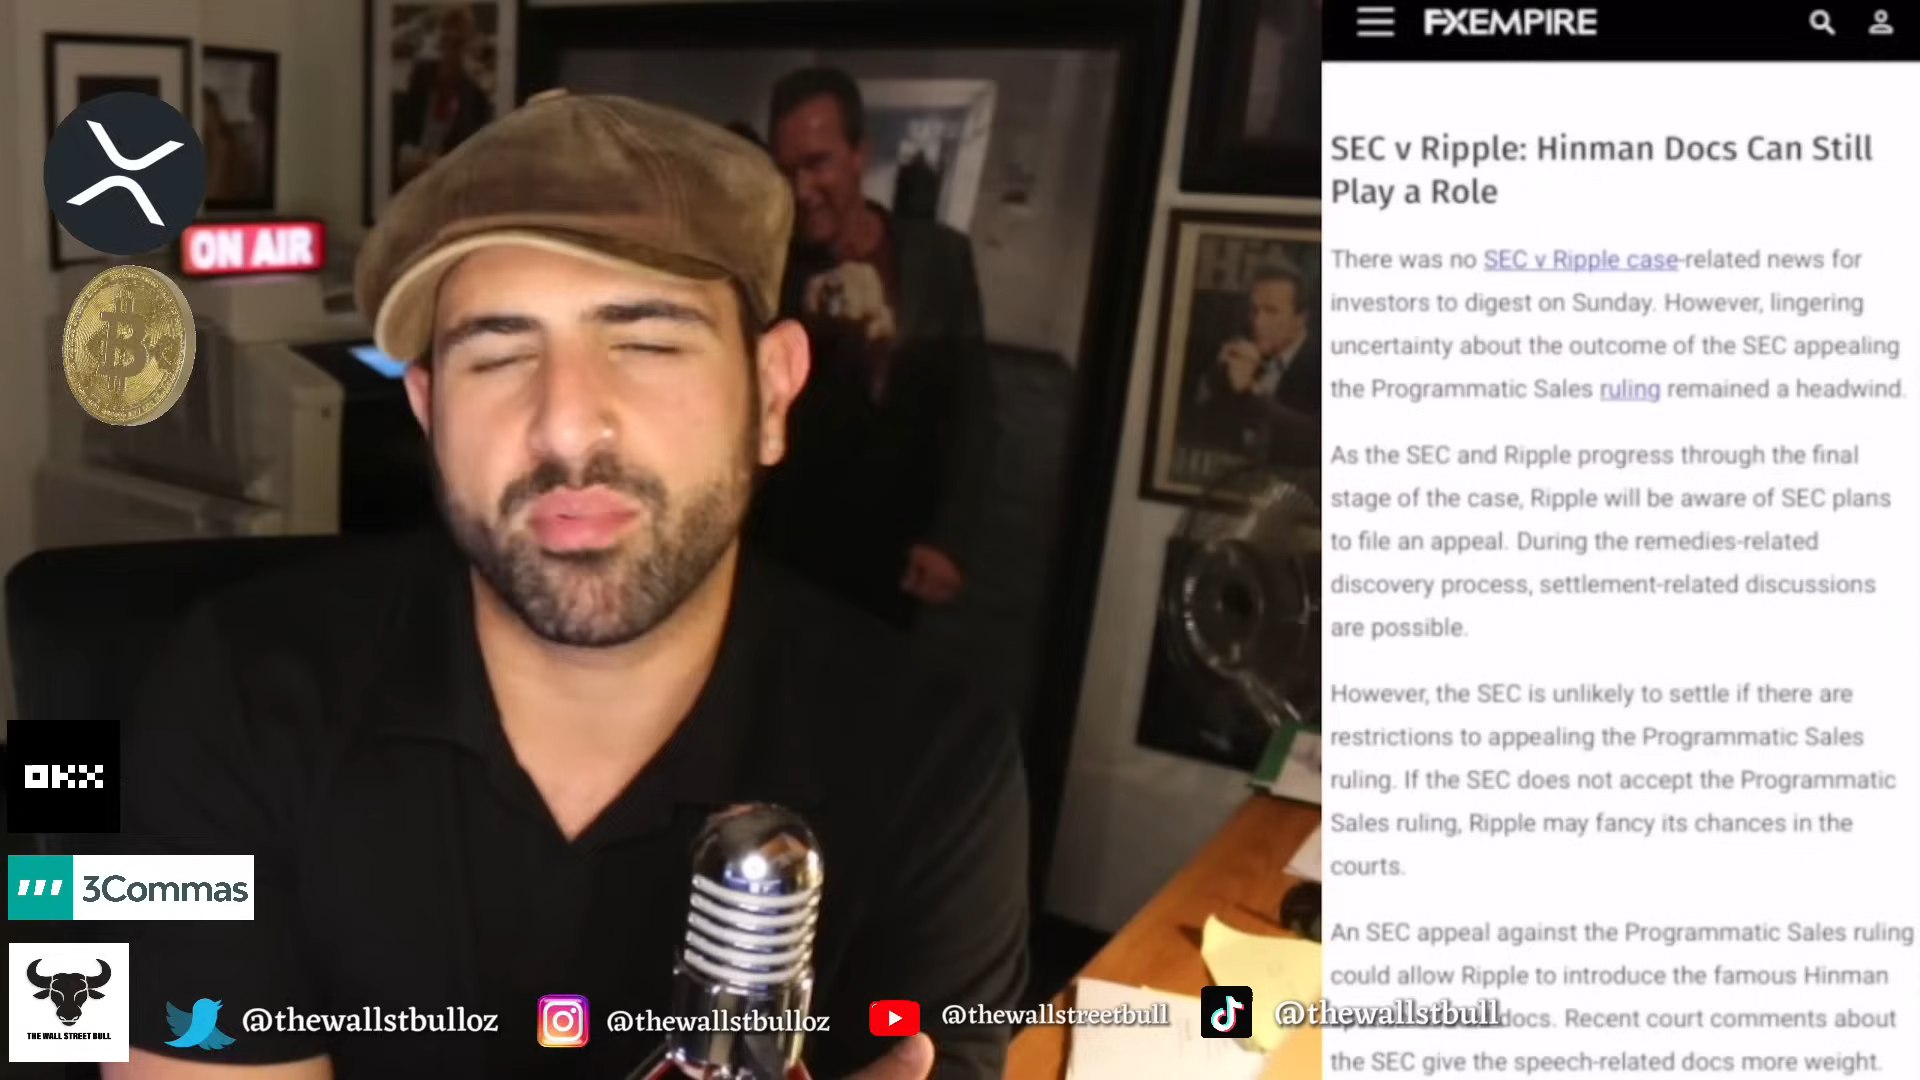 FXEMPIRE
SEC v Ripple: Hinman Docs Can Still
Play a Role
There was no SEC v Ripple case-related news for
investors to digest on Sunday. However, lingering
uncertainty about the outcome of the SEC appealing
the Programmatic Sales ruling remained a headwind.
As the SEC and Ripple progress through the final
stage of the case, Ripple will be aware of SEC plans
to file an appeal. During the remedies-related
discovery process, settlement-related discussions
are possible.
However, the SEC is unlikely to settle if there are
restrictions to appealing the Programmatic Sales
ruling. If the SEC does not accept the Programmatic
Sales ruling, Ripple may fancy its chances in the
courts.
An SEC appeal against the Programmatic Sales ruling
could allow Ripple to introduce the famous Hinman
docs. Recent court comments about
the SEC give the speech-related docs more weight.
ON AIR
OKX
3Commas
THE WALL STREET BULL
@thewallstbulloz
@thewallstbulloz
@thewallstreetbull
@thewallstbull